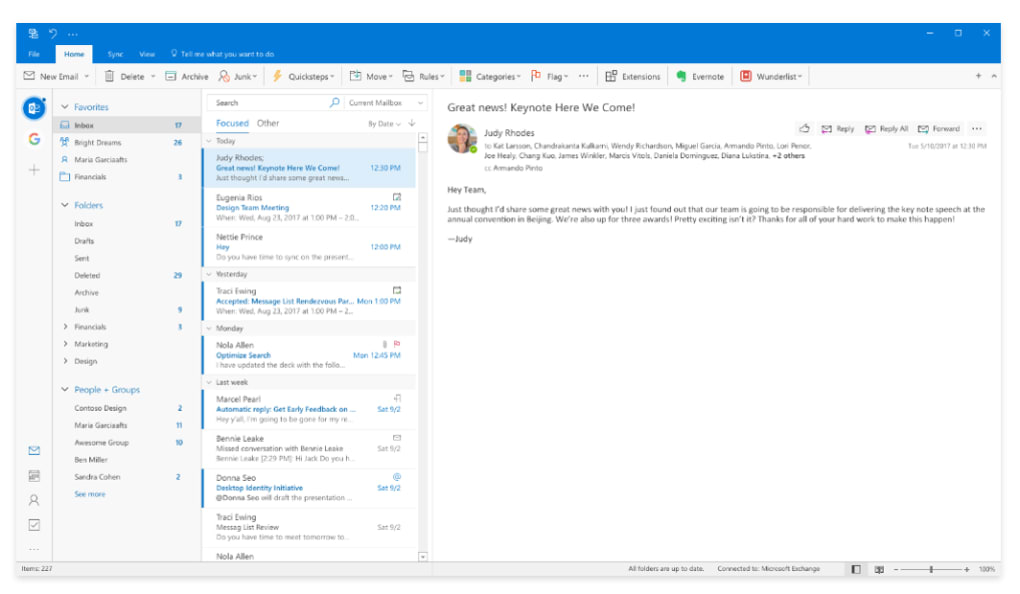 File Home Sync View Tell me what you want to do
New Email Delete Archive Junk Quicksteps Move Rules Categories Flag ... Extensions Evernote Wunderlist
Favorites
Inbox 17
Bright Dreams 26
Maria Garciaafts
Financials 3
Folders
Inbox 17
Drafts
Sent
Deleted 29
Archive
Junk 9
Financials 3
Marketing
Design
People + Groups
Contoso Design 2
Maria Garciaafts 11
Awesome Group 10
Ben Miller
Sandra Cohen 2
See more
Search Current Mailbox
Focused Other By Date
Today
Judy Rhodes;
Great news! Keynote Here We Come! 12:30 PM
Just thought I'd share some great news...
Eugenia Rios
Design Team Meeting 12:20 PM
When: Wed, Aug 23, 2017 at 1:00 PM – 2:0...
Nettie Prince
Hey 12:00 PM
Do you have time to sync on the present...
Yesterday
Traci Ewing
Accepted: Message List Rendezvous Par... Mon 1:00 PM
When: Wed, Aug 23, 2017 at 1:00 PM – 2...
Monday
Nola Allen
Optimize Search Mon 12:45 PM
I have updated the deck with the follo...
Last week
Marcel Pearl
Automatic reply: Get Early Feedback on ... Sat 9/2
Hey y'all, I'm going to be gone for my re...
Bennie Leake
Missed conversation with Bennie Leake Sat 9/2
Bennie Leake [2:29 PM]: Hi Jack Do you h...
Donna Seo
Desktop Identity Initiative Sat 9/2
@Donna Seo will draft the presentation ...
Traci Ewing
Messag List Review Sat 9/2
Do you have time to meet tomorrow to...
Nola Allen
Great news! Keynote Here We Come!
Judy Rhodes
Reply Reply All Forward ...
to Kat Larsson, Chandrakanta Kulkarni, Wendy Richardson, Miguel Garcia, Armando Pinto, Lori Penor,
Joe Healy, Chang Kuo, James Winkler, Marcis Vitols, Daniela Dominguez, Diana Lukstina, +2 others
Tue 5/10/2017 at 12:30 PM
cc Armando Pinto
Hey Team,
Just thought I'd share some great news with you! I just found out that our team is going to be responsible for delivering the key note speech at the
annual convention in Beijing. We're also up for three awards! Pretty exciting isn't it? Thanks for all of your hard work to make this happen!
—Judy
Items: 227 All folders are up to date. Connected to: Microsoft Exchange 100%